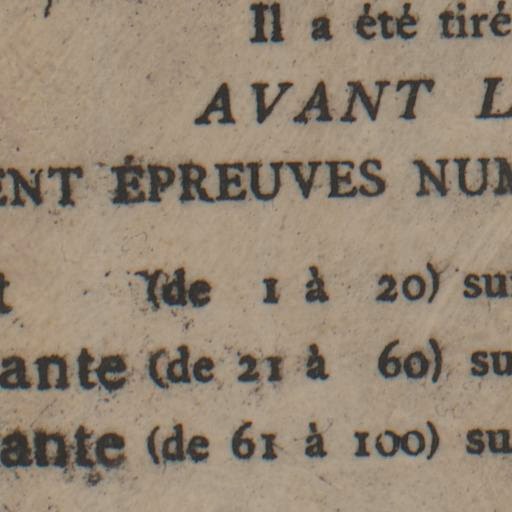 Il a été tiré
AVANT L
ENT ÉPREUVES NUM
t (de 1 à 20) sur
ante (de 21 à 60) su
ante (de 61 à 100) su